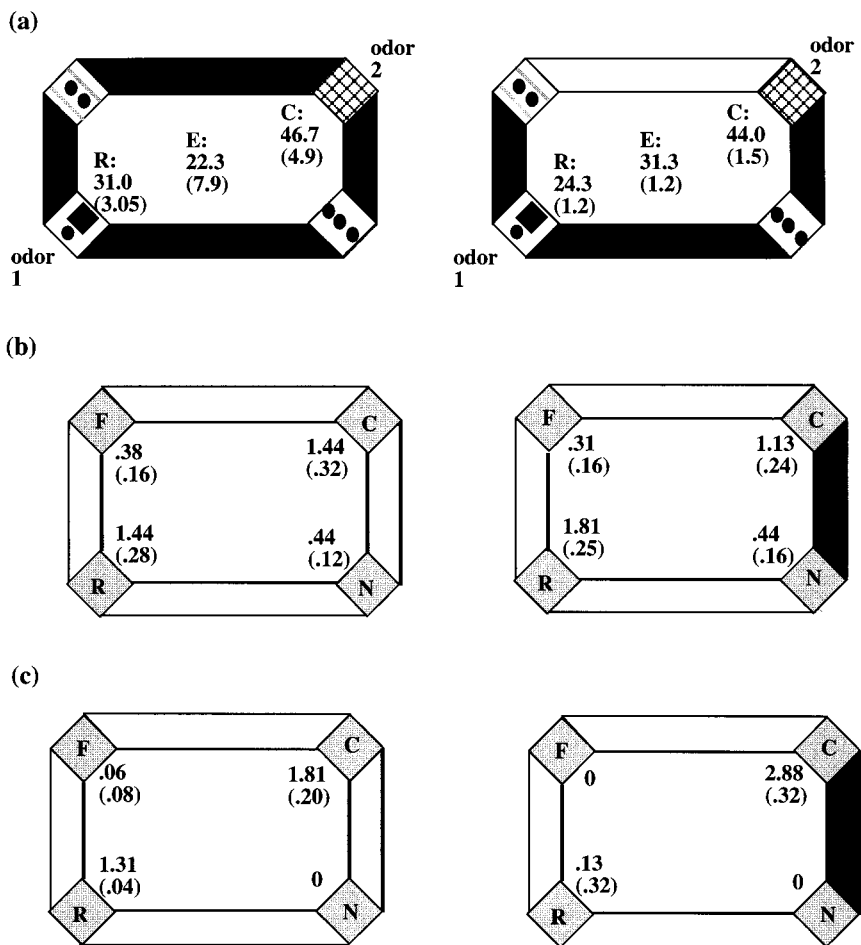 (a)
odor
2
C:
46.7
(4.9)
E:
22.3
(7.9)
R:
31.0
(3.05)
odor
1
odor
2
C:
44.0
(1.5)
E:
31.3
(1.2)
R:
24.3
(1.2)
odor
1
(b)
F
.38
(.16)
C
1.44
(.32)
R
1.44
(.28)
N
.44
(.12)
F
.31
(.16)
C
1.13
(.24)
R
1.81
(.25)
N
.44
(.16)
(c)
F
.06
(.08)
C
1.81
(.20)
R
1.31
(.04)
N
0
F
0
C
2.88
(.32)
R
.13
(.32)
N
0